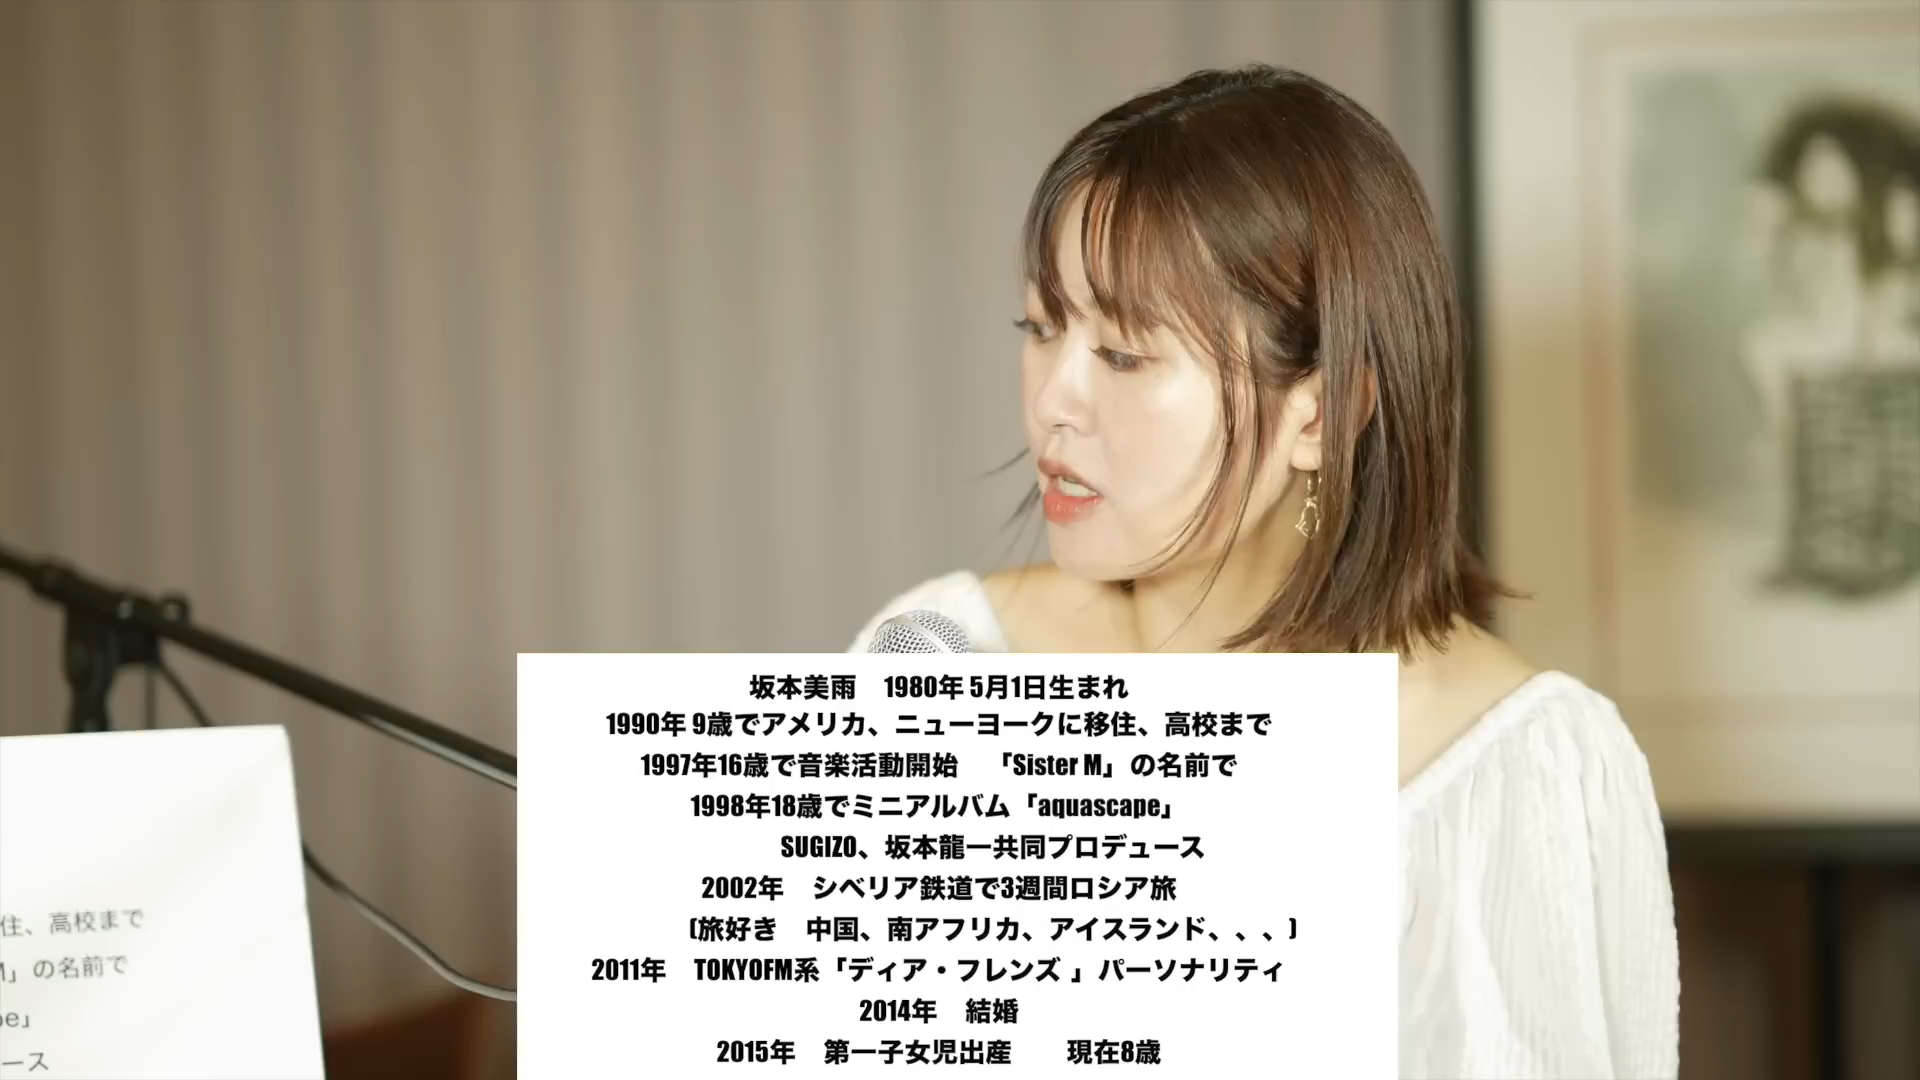 坂本美雨　1980年 5月1日生まれ
1990年 9歳でアメリカ、ニューヨークに移住、高校まで
1997年16歳で音楽活動開始　「Sister M」の名前で
1998年18歳でミニアルバム「aquascape」
SUGIZO、坂本龍一共同プロデュース
2002年　シベリア鉄道で3週間ロシア旅
(旅好き　中国、南アフリカ、アイスランド、、、)
2011年　TOKYOFM系「ディア・フレンズ 」パーソナリティ
2014年　結婚
2015年　第一子女児出産　　現在8歳
住、高校まで
M」の名前で
pe」
ース